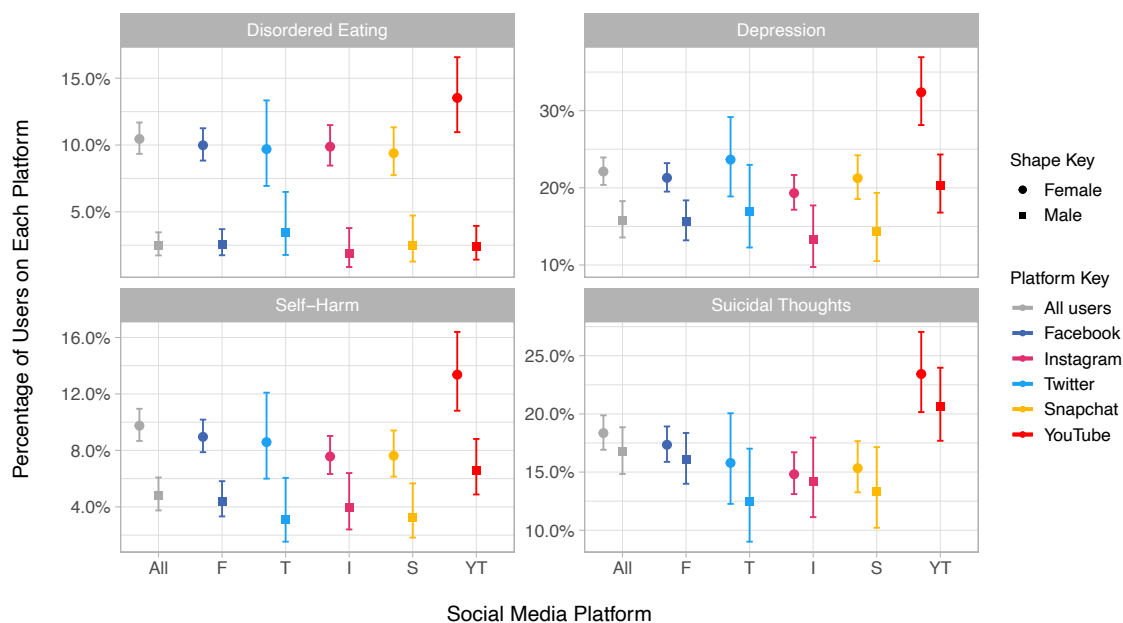 Disordered Eating
Depression
15.0%
10.0%
5.0%
30%
20%
10%
Self−Harm
Suicidal Thoughts
16.0%
12.0%
8.0%
4.0%
25.0%
20.0%
15.0%
10.0%
All F T I S YT
All F T I S YT
Social Media Platform
Percentage of Users on Each Platform
Shape Key
Female
Male
Platform Key
All users
Facebook
Instagram
Twitter
Snapchat
YouTube